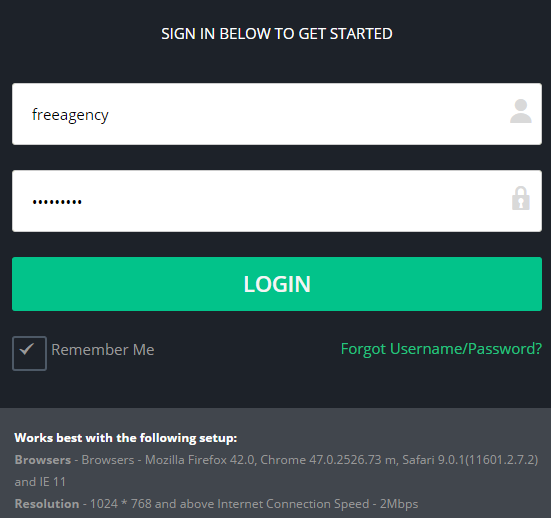 SIGN IN BELOW TO GET STARTED
freeagency
•••••••••
LOGIN
Remember Me
Forgot Username/Password?
Works best with the following setup:
Browsers - Browsers - Mozilla Firefox 42.0, Chrome 47.0.2526.73 m, Safari 9.0.1(11601.2.7.2)
and IE 11
Resolution - 1024 * 768 and above Internet Connection Speed - 2Mbps